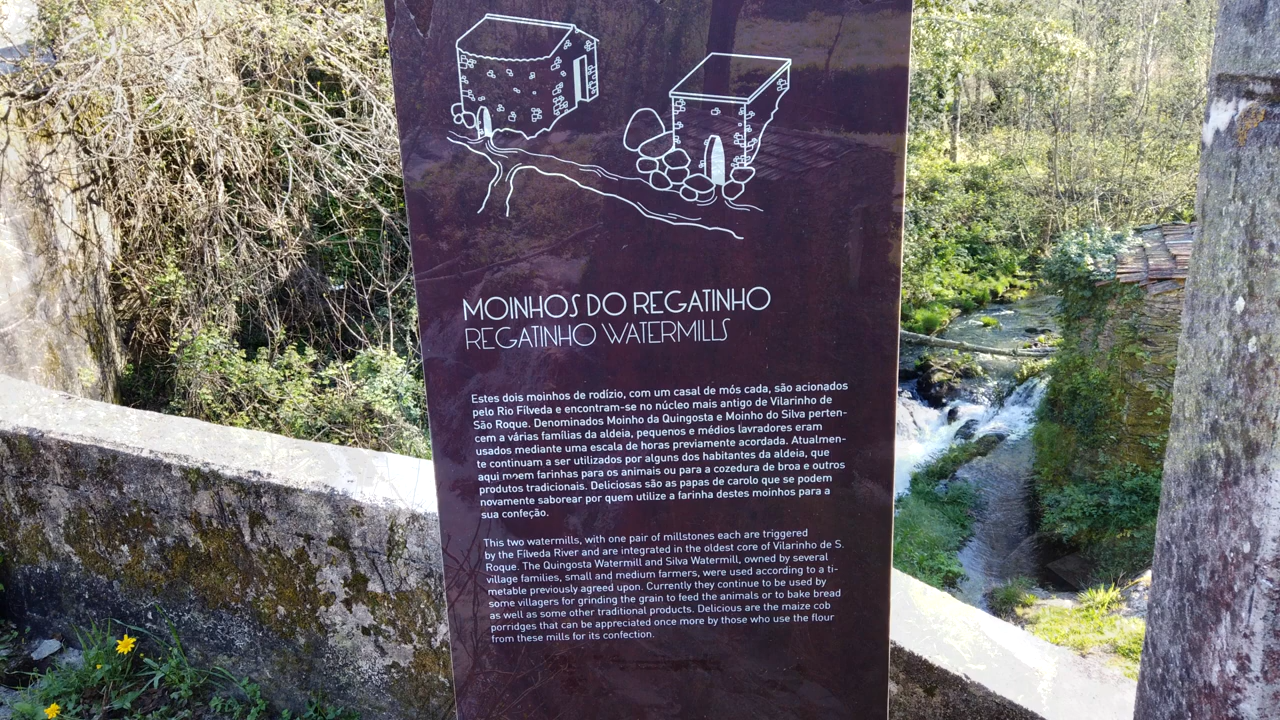 MOINHOS DO REGATINHO
REGATINHO WATERMILLS
Estes dois moinhos de rodízio, com um casal de mós cada, são acionados
pelo Rio Fílveda e encontram-se no núcleo mais antigo de Vilarinho de
São Roque. Denominados Moinho da Quingosta e Moinho do Silva perten-
cem a várias famílias da aldeia, pequenos e médios lavradores eram
usados mediante uma escala de horas previamente acordada. Atualmen-
te continuam a ser utilizados por alguns dos habitantes da aldeia, que
aqui moem farinhas para os animais ou para a cozedura de broa e outros
produtos tradicionais. Deliciosas são as papas de carolo que se podem
novamente saborear por quem utilize a farinha destes moinhos para a
sua confeção.
This two watermills, with one pair of millstones each are triggered
by the Filveda River and are integrated in the oldest core of Vilarinho de S.
Roque. The Quingosta Watermill and Silva Watermill, owned by several
village families, small and medium farmers, were used according to a ti-
metable previously agreed upon. Currently they continue to be used by
some villagers for grinding the grain to feed the animals or to bake bread
as well as some other traditional products. Delicious are the maize cob
porridges that can be appreciated once more by those who use the flour
from these mills for its confection.